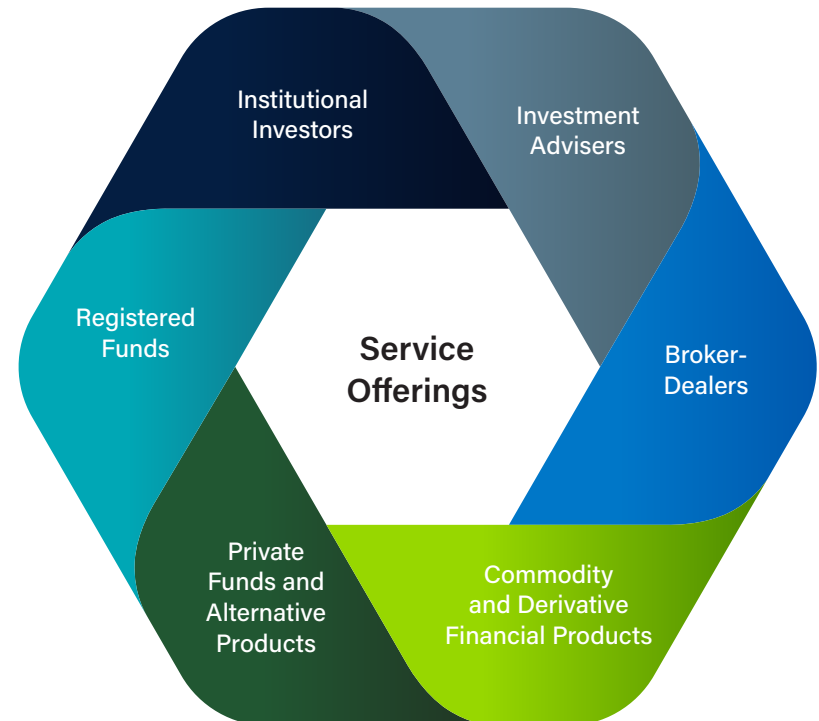 Institutional
Investors
Investment
Advisers
Registered
Funds
Service
Offerings
Broker-
Dealers
Private
Funds and
Alternative
Products
Commodity
and Derivative
Financial Products